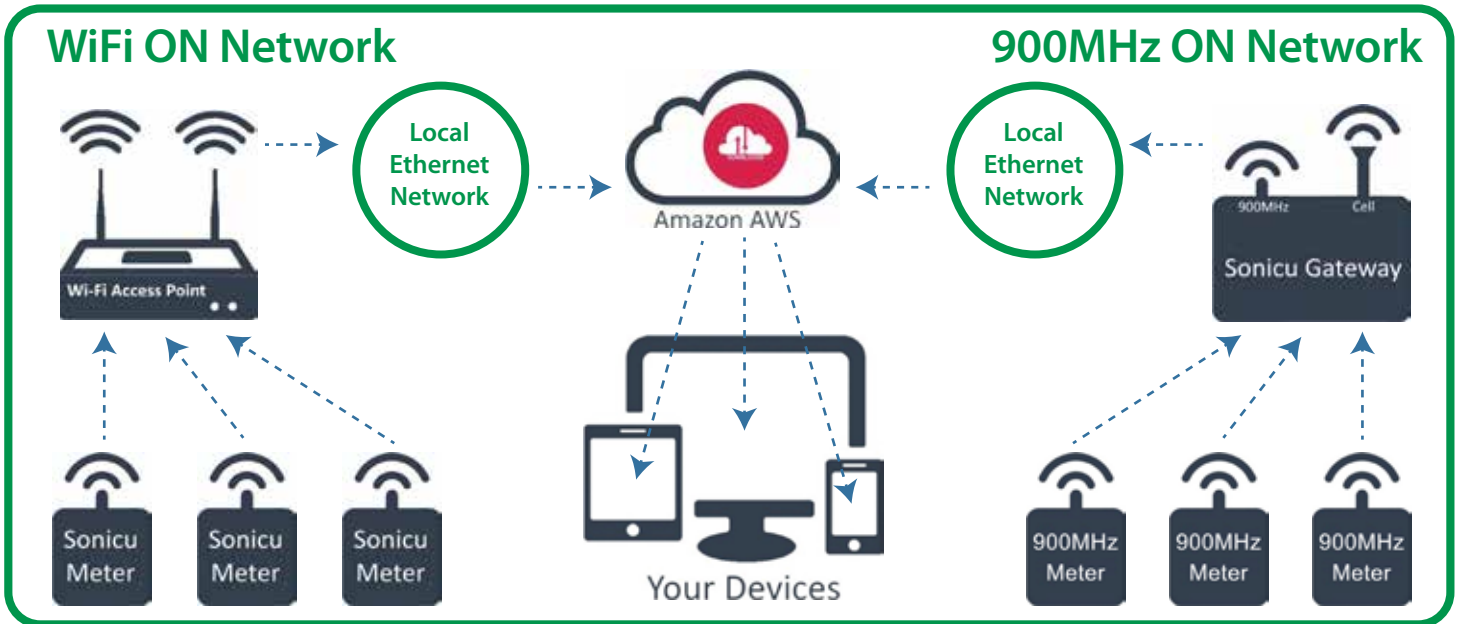 WiFi ON Network
900MHz ON Network
Local
Ethernet
Network
Amazon AWS
Local
Ethernet
Network
900MHz
Cell
Sonicu Gateway
Wi-Fi Access Point
Sonicu
Meter
Sonicu
Meter
Sonicu
Meter
Your Devices
900MHz
Meter
900MHz
Meter
900MHz
Meter